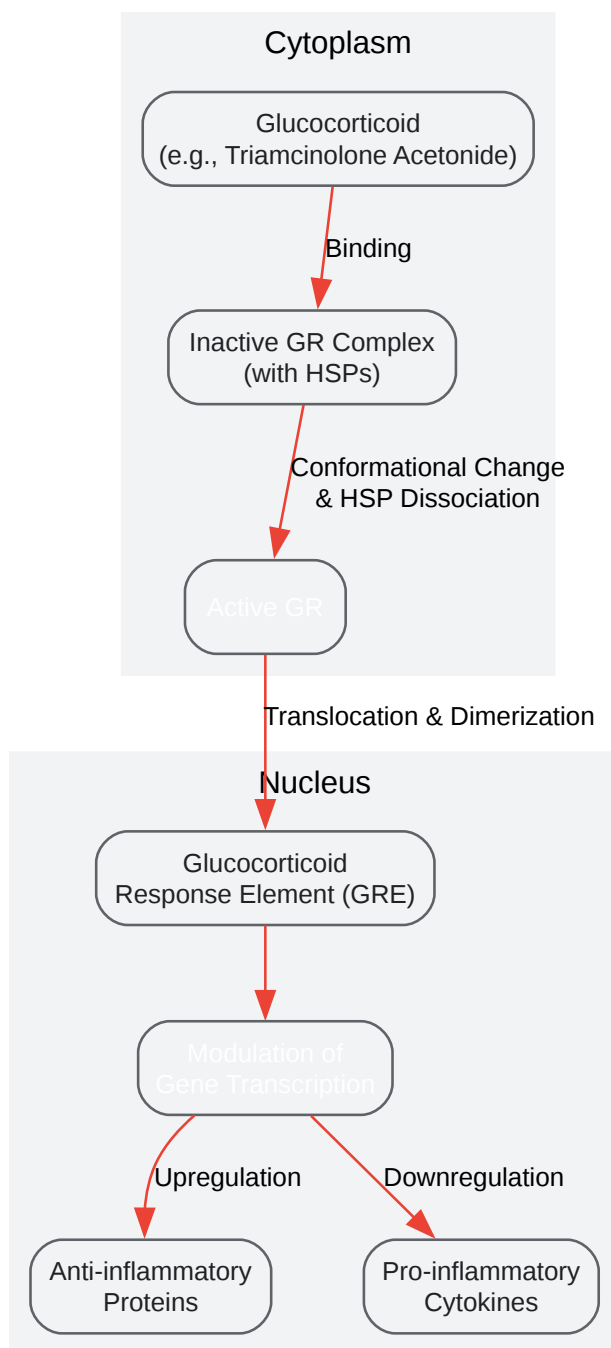 Cytoplasm
Glucocorticoid
(e.g., Triamcinolone Acetonide)
Binding
Inactive GR Complex
(with HSPs)
Conformational Change
& HSP Dissociation
Active GR
Translocation & Dimerization
Nucleus
Glucocorticoid
Response Element (GRE)
Modulation of
Gene Transcription
Upregulation
Downregulation
Anti-inflammatory
Proteins
Pro-inflammatory
Cytokines